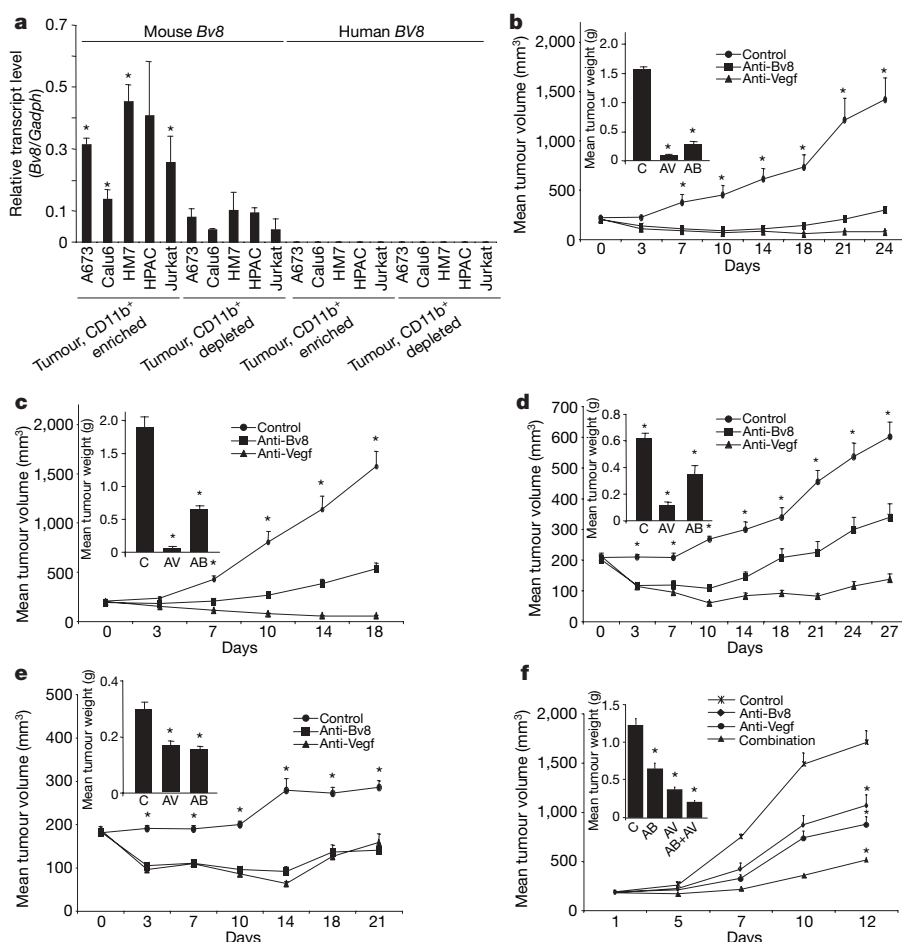 a
0.7
0.5
0.3
0.1
0
Relative transcript level
(Bv8/Gadph)
Mouse Bv8
Human BV8
* * * *
A673 Calu6 HM7 HPAC Jurkat A673 Calu6 HM7 HPAC Jurkat A673 Calu6 HM7 HPAC Jurkat A673 Calu6 HM7 HPAC Jurkat
Tumour, CD11b+
enriched
Tumour, CD11b+
depleted
Tumour, CD11b+
enriched
Tumour, CD11b+
depleted
b
Mean tumour volume (mm3)
2,000
1,500
1,000
500
0
Mean tumour weight (g)
2.0
1.5
1.0
0.5
0
* *
C AV AB
Control
Anti-Bv8
Anti-Vegf
* * * * * *
0 3 7 10 14 18 21 24
Days
c
Mean tumour volume (mm3)
2,000
1,500
1,000
500
0
Mean tumour weight (g)
2.0
1.5
1.0
0.5
0
* *
C AV AB
Control
Anti-Bv8
Anti-Vegf
* * * *
0 3 7 10 14 18
Days
d
Mean tumour volume (mm3)
700
600
500
400
300
200
100
0
Mean tumour weight (g)
0.8
0.6
0.4
0.2
0
* * *
C AV AB
Control
Anti-Bv8
Anti-Vegf
* * * * * * * *
0 3 7 10 14 18 21 24 27
Days
e
Mean tumour volume (mm3)
500
400
300
200
100
0
Mean tumour weight (g)
0.4
0.2
0
* *
C AV AB
Control
Anti-Bv8
Anti-Vegf
* * * * * *
0 3 7 10 14 18 21
Days
f
Mean tumour volume (mm3)
2,000
1,500
1,000
500
0
Mean tumour weight (g)
1.5
1.0
0.5
0
* * *
C AB AV AB+AV
Control
Anti-Bv8
Anti-Vegf
Combination
* * *
1 5 7 10 12
Days